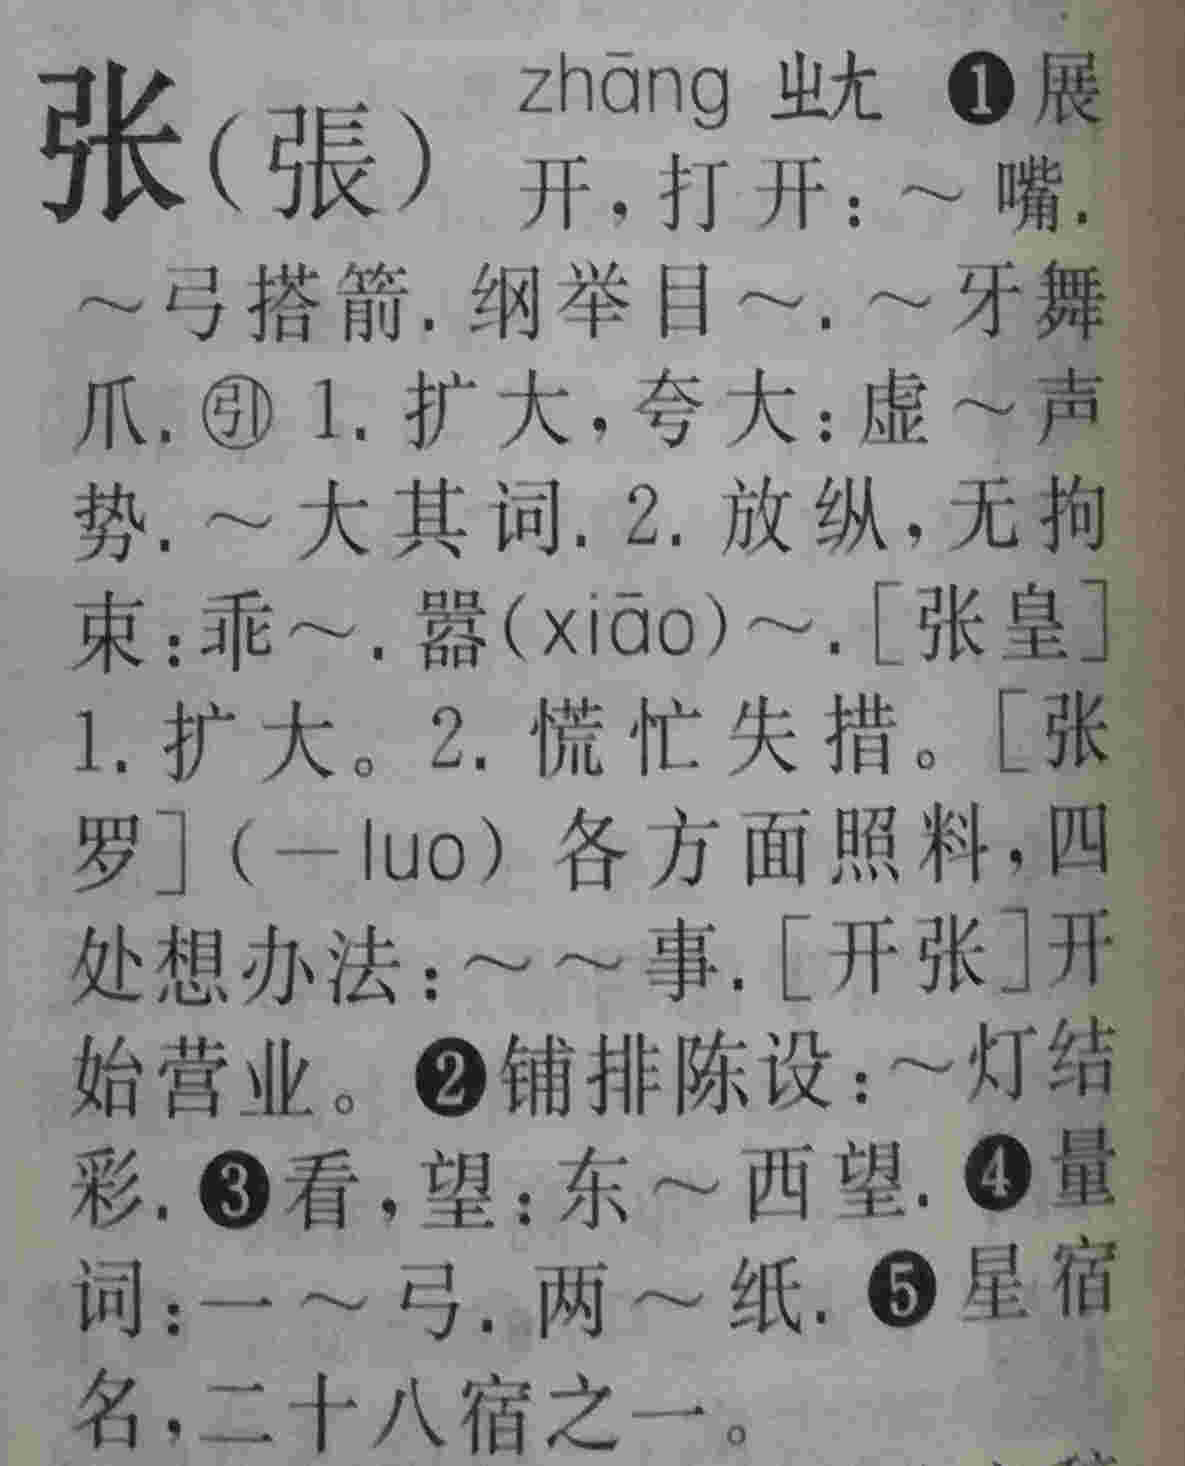 张(張) zhāng ㄓㄤ ❶展
开,打开:～嘴.
～弓搭箭.纲举目～.～牙舞
爪.㊁1.扩大,夸大:虚～声
势.～大其词.2.放纵,无拘
束:乖～.嚣(xiāo)～.[张皇]
1.扩大。2.慌忙失措。[张
罗](－luo)各方面照料,四
处想办法:～～事.[开张]开
始营业。❷铺排陈设:～灯结
彩.❸看,望:东～西望.❹量
词:一～弓.两～纸.❺星宿
名,二十八宿之一。